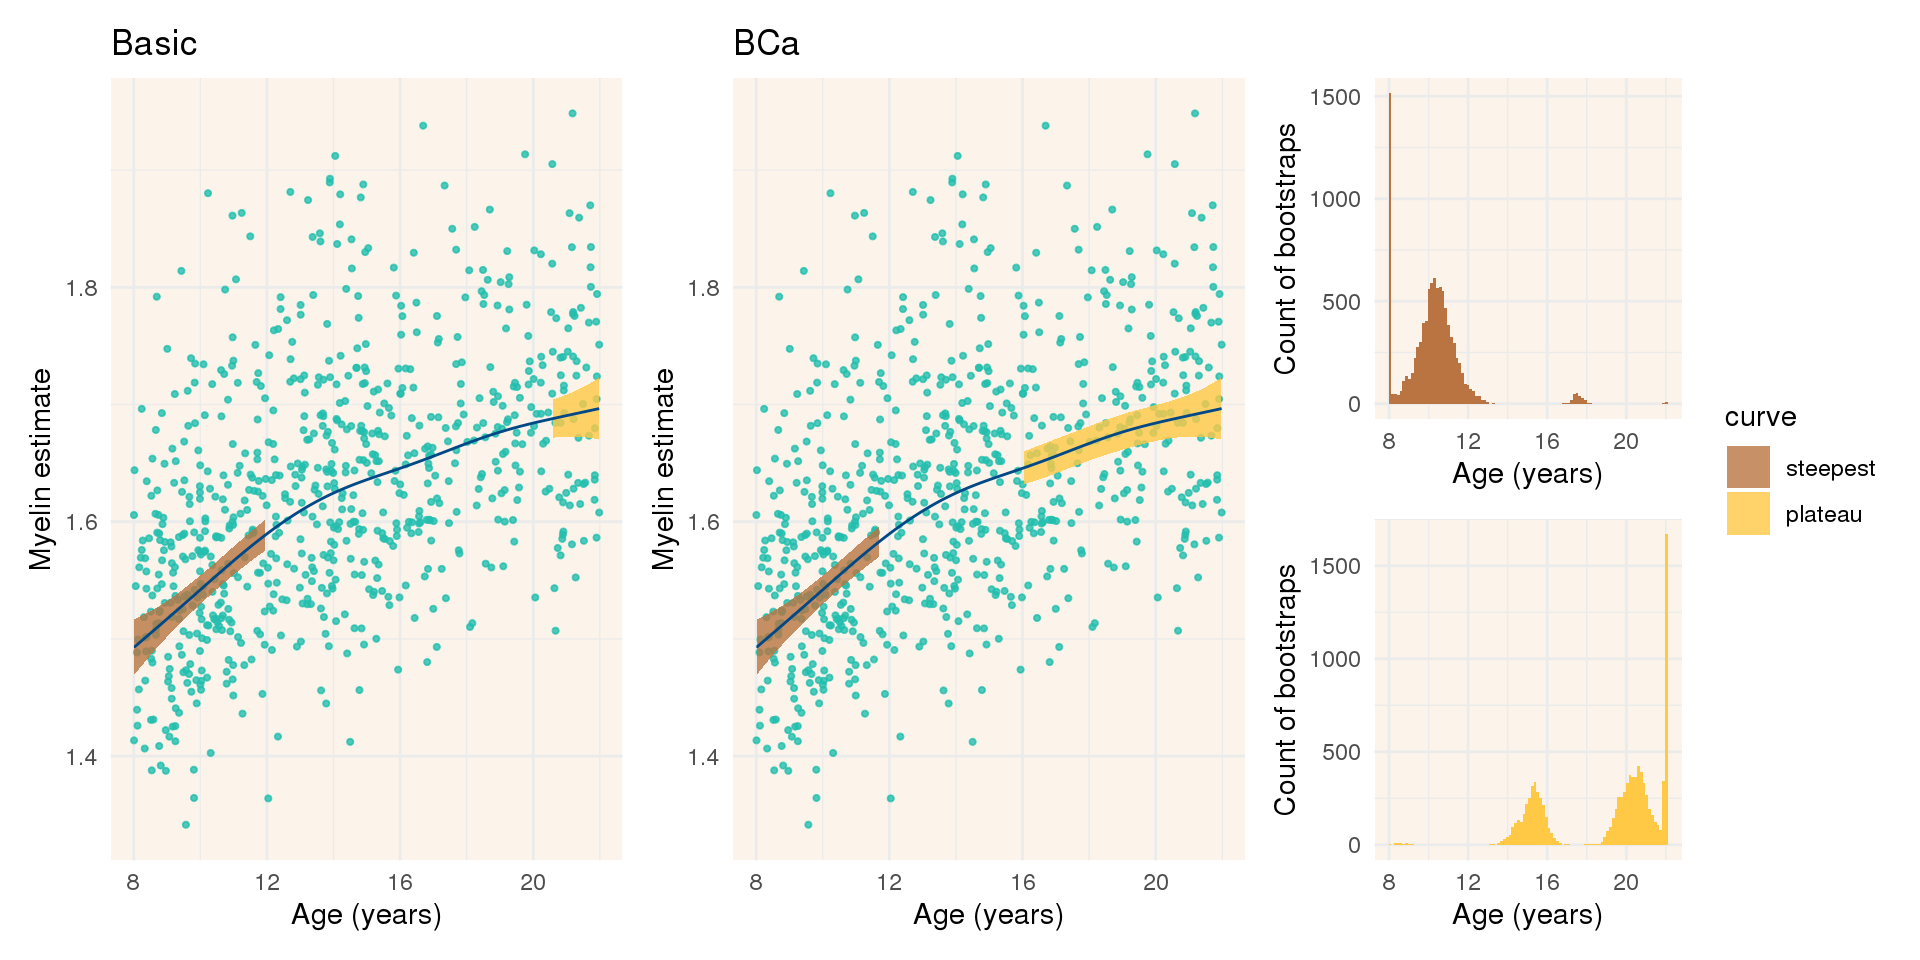 Basic
Myelin estimate
1.8
1.6
1.4
8 12 16 20
Age (years)
BCa
Myelin estimate
1.8
1.6
1.4
8 12 16 20
Age (years)
Count of bootstraps
1500
1000
500
0
8 12 16 20
Age (years)
Count of bootstraps
1500
1000
500
0
8 12 16 20
Age (years)
curve
steepest
plateau